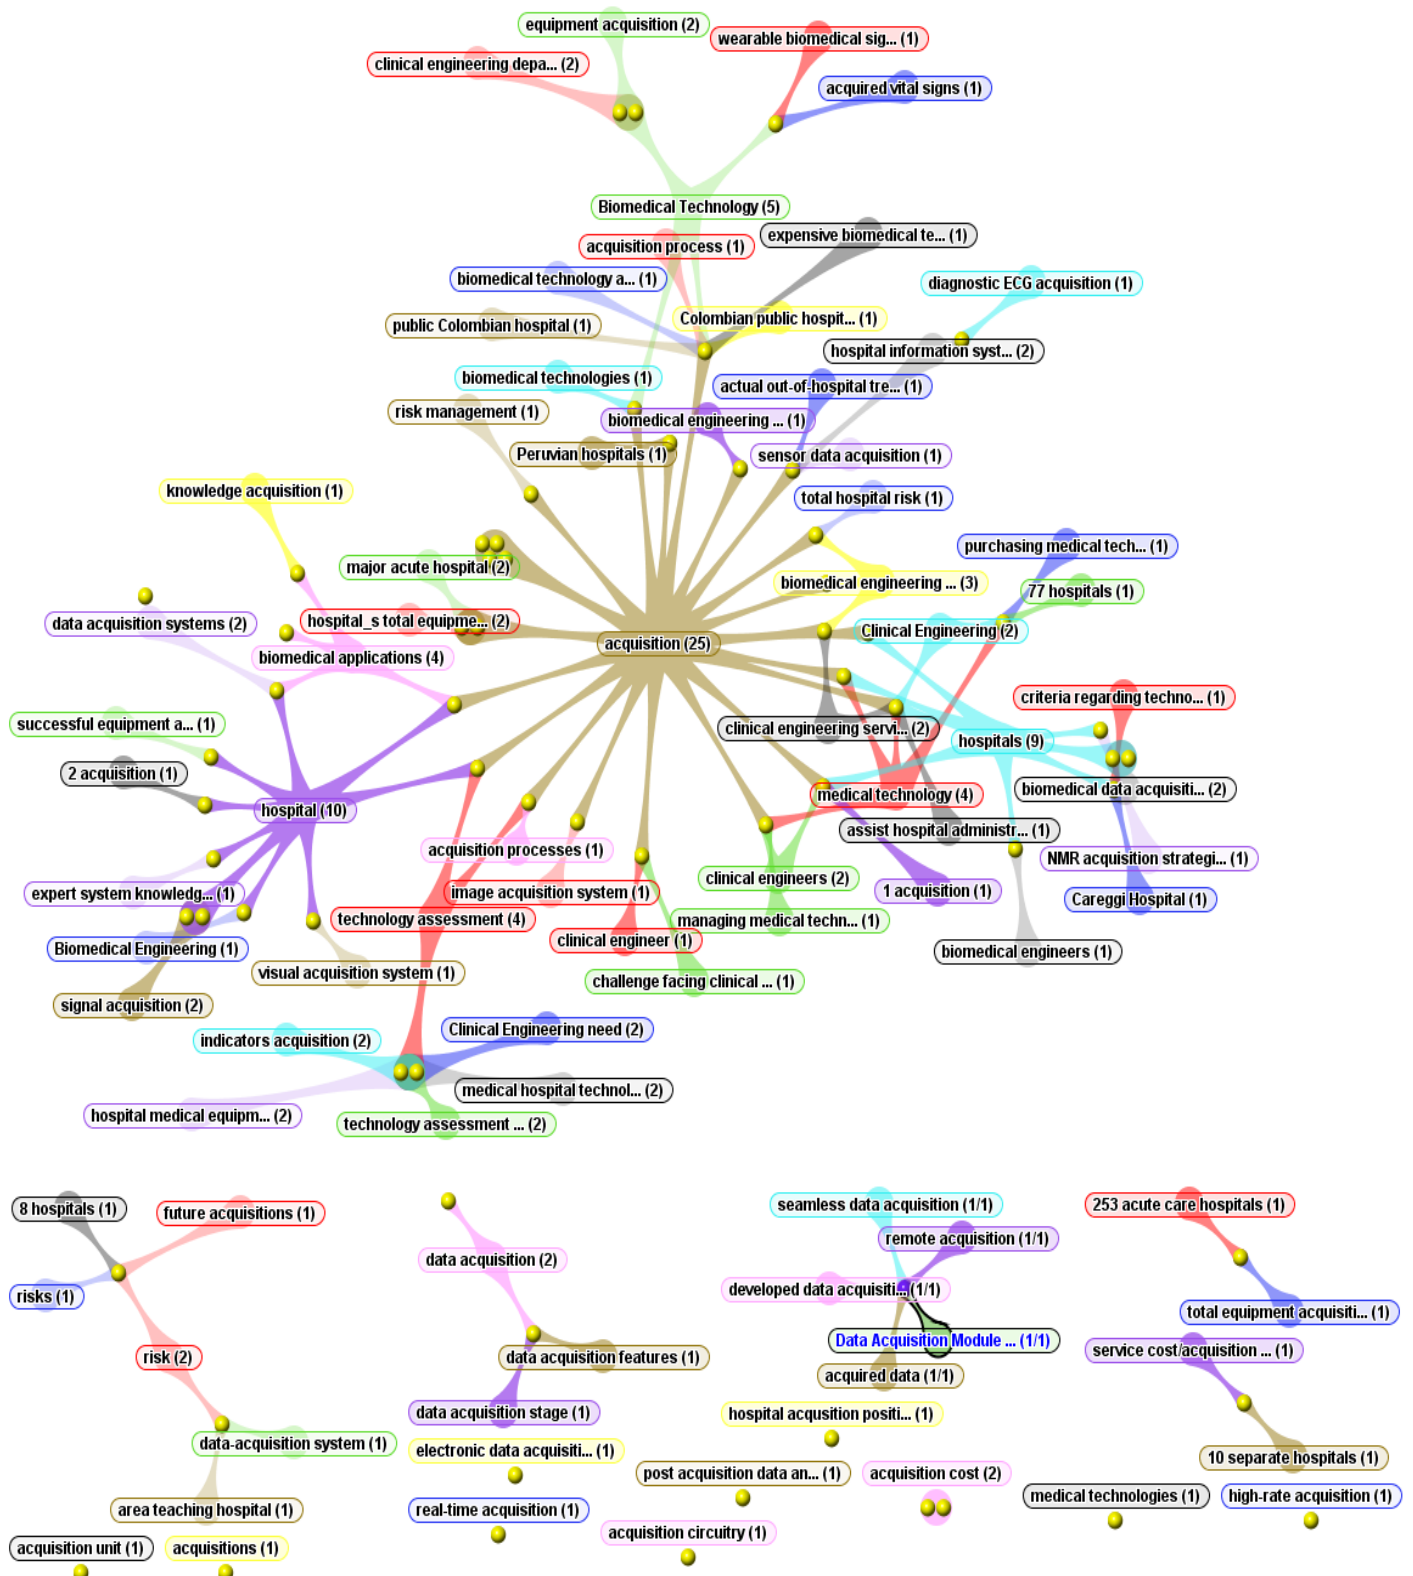 equipment acquisition (2)
wearable biomedical sig... (1)
clinical engineering depa... (2)
acquired vital signs (1)
Biomedical Technology (5)
expensive biomedical te... (1)
acquisition process (1)
biomedical technology a... (1)
diagnostic ECG acquisition (1)
Colombian public hospit... (1)
public Colombian hospital (1)
hospital information syst... (2)
biomedical technologies (1)
actual out-of-hospital tre... (1)
risk management (1)
biomedical engineering ... (1)
Peruvian hospitals (1)
sensor data acquisition (1)
knowledge acquisition (1)
total hospital risk (1)
purchasing medical tech... (1)
major acute hospital (2)
biomedical engineering ... (3)
77 hospitals (1)
data acquisition systems (2)
hospital_s total equipme... (2)
Clinical Engineering (2)
acquisition (25)
biomedical applications (4)
criteria regarding techno... (1)
successful equipment a... (1)
clinical engineering servi... (2)
hospitals (9)
2 acquisition (1)
biomedical data acquisiti... (2)
medical technology (4)
hospital (10)
assist hospital administr... (1)
acquisition processes (1)
NMR acquisition strategi... (1)
clinical engineers (2)
expert system knowledg... (1)
image acquisition system (1)
1 acquisition (1)
Careggi Hospital (1)
technology assessment (4)
managing medical techn... (1)
clinical engineer (1)
Biomedical Engineering (1)
biomedical engineers (1)
visual acquisition system (1)
challenge facing clinical ... (1)
signal acquisition (2)
Clinical Engineering need (2)
indicators acquisition (2)
medical hospital technol... (2)
hospital medical equipm... (2)
technology assessment ... (2)
8 hospitals (1)
future acquisitions (1)
seamless data acquisition (1/1)
253 acute care hospitals (1)
remote acquisition (1/1)
data acquisition (2)
developed data acquisiti... (1/1)
risks (1)
total equipment acquisiti... (1)
Data Acquisition Module ... (1/1)
service cost/acquisition ... (1)
risk (2)
data acquisition features (1)
acquired data (1/1)
data acquisition stage (1)
hospital acqusition positi... (1)
data-acquisition system (1)
electronic data acquisiti... (1)
10 separate hospitals (1)
post acquisition data an... (1)
acquisition cost (2)
medical technologies (1)
high-rate acquisition (1)
area teaching hospital (1)
real-time acquisition (1)
acquisition circuitry (1)
acquisition unit (1)
acquisitions (1)